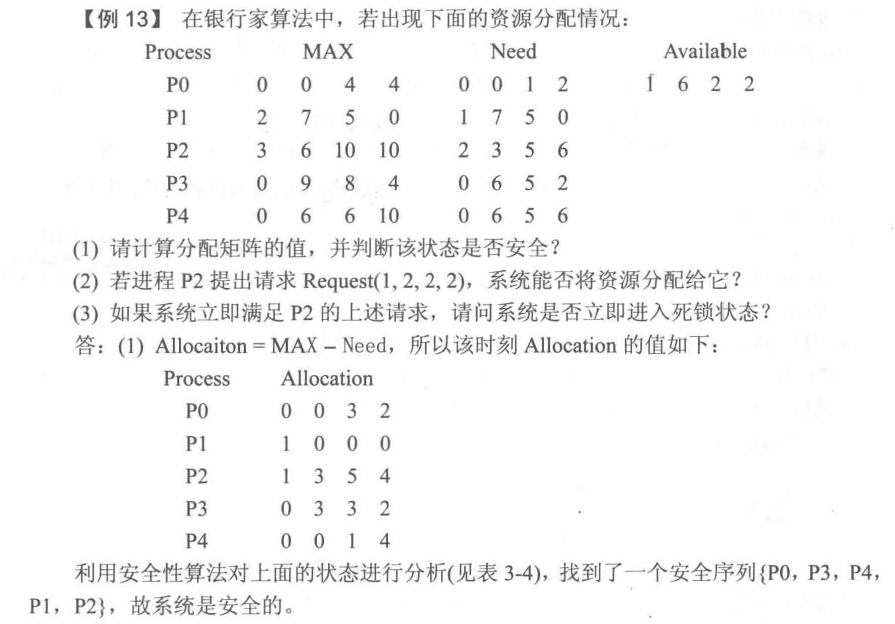 【例 13】 在银行家算法中，若出现下面的资源分配情况：
Process MAX Need Available
P0 0 0 4 4 0 0 1 2 1 6 2 2
P1 2 7 5 0 1 7 5 0
P2 3 6 10 10 2 3 5 6
P3 0 9 8 4 0 6 5 2
P4 0 6 6 10 0 6 5 6
(1) 请计算分配矩阵的值，并判断该状态是否安全？
(2) 若进程 P2 提出请求 Request(1, 2, 2, 2)，系统能否将资源分配给它？
(3) 如果系统立即满足 P2 的上述请求，请问系统是否立即进入死锁状态？
答：(1) Allocaiton = MAX – Need，所以该时刻 Allocation 的值如下：
Process Allocation
P0 0 0 3 2
P1 1 0 0 0
P2 1 3 5 4
P3 0 3 3 2
P4 0 0 1 4
利用安全性算法对上面的状态进行分析(见表 3-4)，找到了一个安全序列{P0，P3，P4，
P1，P2}，故系统是安全的。